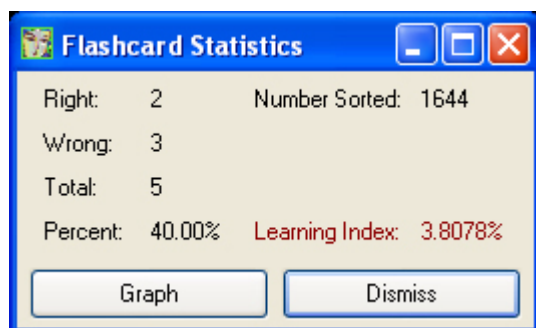 Flashcard Statistics
Right: 2 Number Sorted: 1644
Wrong: 3
Total: 5
Percent: 40.00% Learning Index: 3.8078%
Graph Dismiss